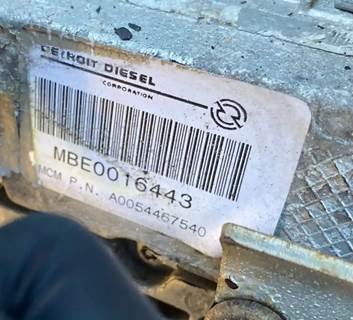 DETROIT DIESEL
CORPORATION
MBE0016443
MCM P.N. A0054467540